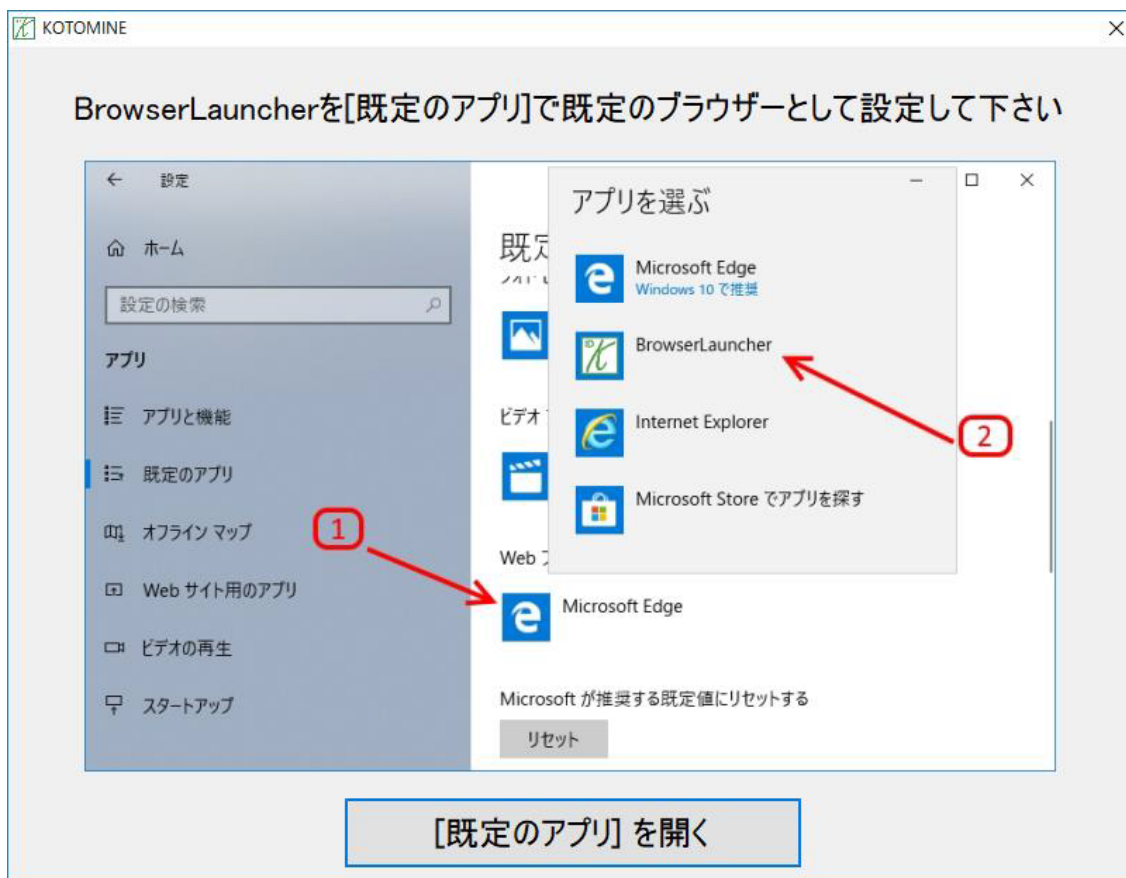 KOTOMINE
BrowserLauncherを[既定のアプリ]で既定のブラウザーとして設定して下さい
設定
ホーム
設定の検索
アプリ
アプリと機能
既定のアプリ
オフライン マップ
Web サイト用のアプリ
ビデオの再生
スタートアップ
既定
ビデオ
Web
Microsoft Edge
Microsoft が推奨する既定値にリセットする
リセット
アプリを選ぶ
Microsoft Edge
Windows 10 で推奨
BrowserLauncher
Internet Explorer
Microsoft Store でアプリを探す
1
2
[既定のアプリ] を開く